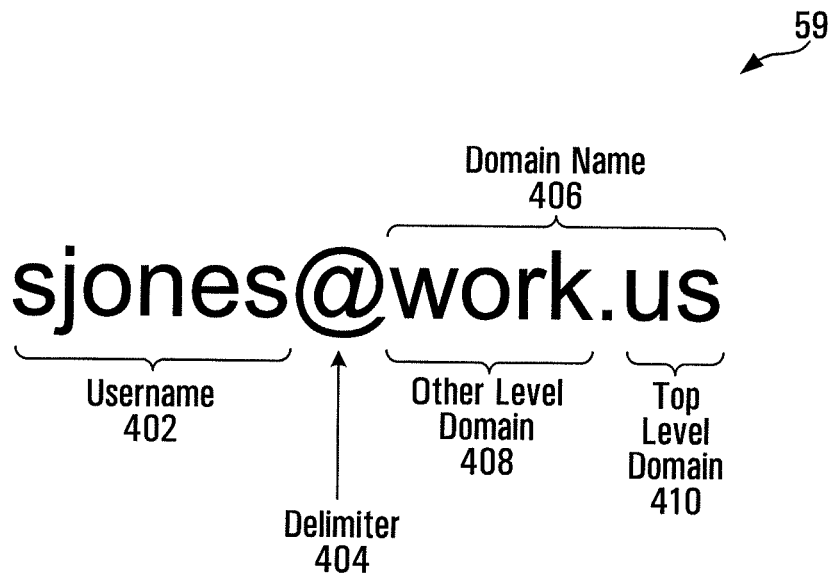 59
Domain Name
406
sjones@work.us
Username
402
Other Level
Domain
408
Top
Level
Domain
410
Delimiter
404